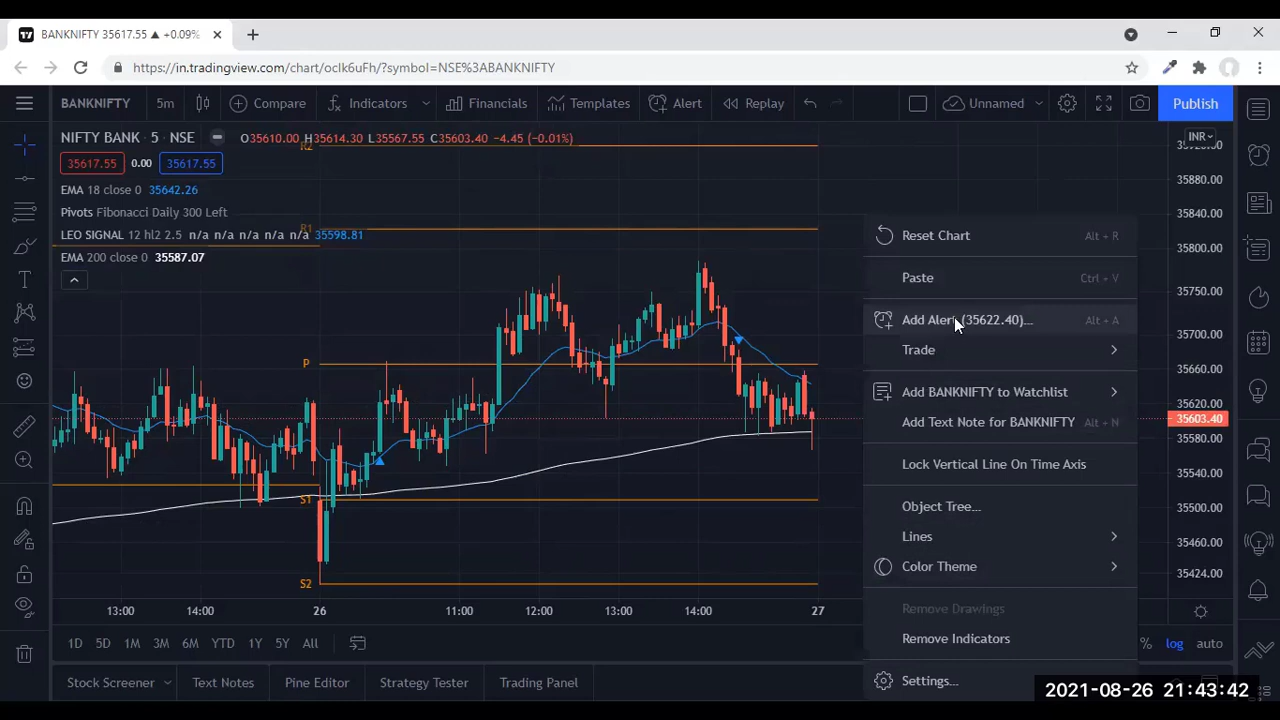 BANKNIFTY 35617.55 ▲ +0.09%
https://in.tradingview.com/chart/ocIk6uFh/?symbol=NSE%3ABANKNIFTY
BANKNIFTY 5m Compare Indicators Financials Templates Alert Replay Unnamed Publish
NIFTY BANK · 5 · NSE O35610.00 H35614.30 L35567.55 C35603.40 −4.45 (−0.01%)
INR
R2
35617.55 0.00 35617.55
EMA 18 close 0 35642.26
Pivots Fibonacci Daily 300 Left
LEO SIGNAL 12 hl2 2.5 n/a n/a n/a n/a n/a 35598.81
R1
EMA 200 close 0 35587.07
P
S1
S2
Reset Chart Alt + R
Paste Ctrl + V
Add Alert (35622.40)... Alt + A
Trade
Add BANKNIFTY to Watchlist
Add Text Note for BANKNIFTY Alt + N
Lock Vertical Line On Time Axis
Object Tree...
Lines
Color Theme
Remove Drawings
Remove Indicators
Settings...
35880.00
35840.00
35800.00
35750.00
35700.00
35660.00
35620.00
35603.40
35580.00
35540.00
35500.00
35460.00
35424.00
13:00 14:00 26 11:00 12:00 13:00 14:00 27
1D 5D 1M 3M 6M YTD 1Y 5Y All % log auto
Stock Screener Text Notes Pine Editor Strategy Tester Trading Panel
2021-08-26 21:43:42